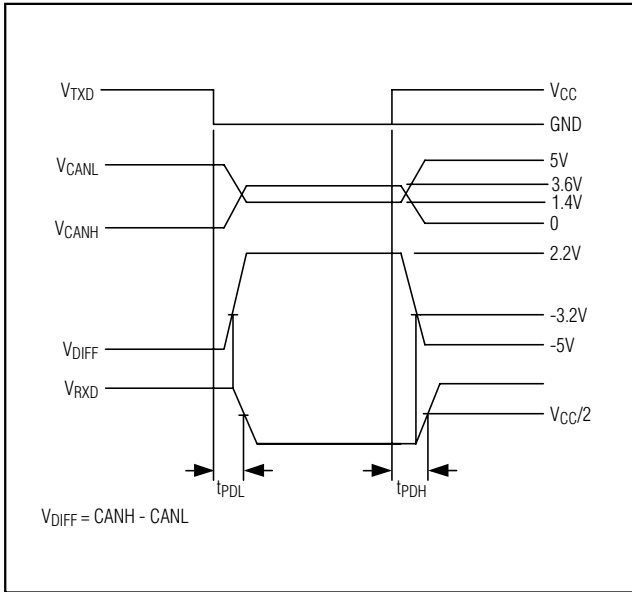 VTXD
VCC
GND
VCANL
5V
3.6V
1.4V
VCANH
0
2.2V
-3.2V
VDIFF
-5V
VRXD
VCC/2
tPDL
tPDH
VDIFF = CANH - CANL